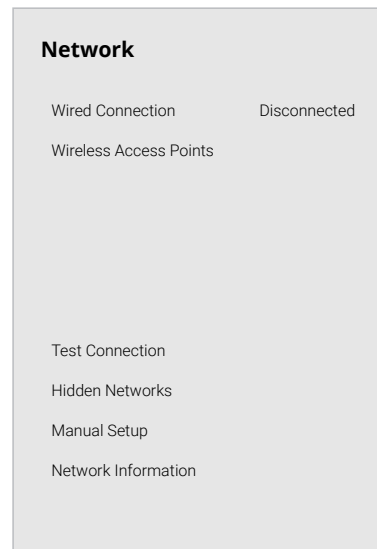 Network
Wired Connection Disconnected
Wireless Access Points
Test Connection
Hidden Networks
Manual Setup
Network Information